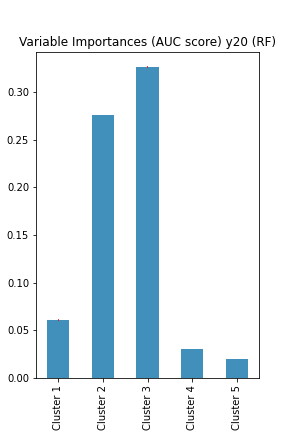 Variable Importances (AUC score) y20 (RF)
0.30
0.25
0.20
0.15
0.10
0.05
0.00
Cluster 1
Cluster 2
Cluster 3
Cluster 4
Cluster 5